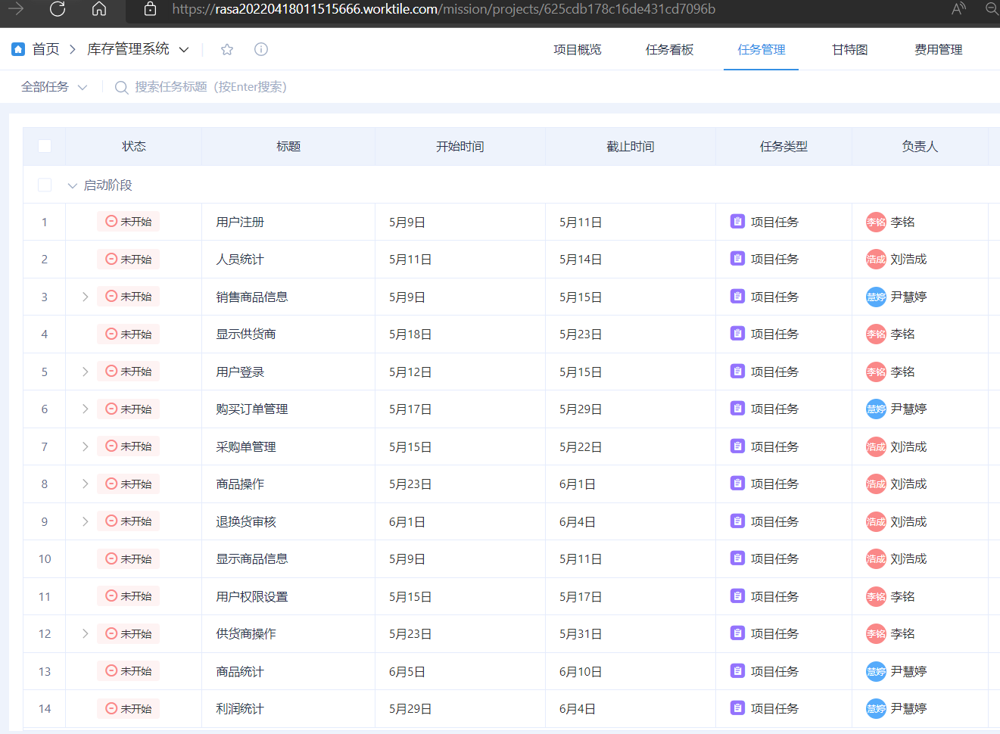 https://rasa20220418011515666.worktile.com/mission/projects/625cdb178c16de431cd7096b
首页 库存管理系统 项目概览 任务看板 任务管理 甘特图 费用管理
全部任务 搜索任务标题（按Enter搜索）
状态 标题 开始时间 截止时间 任务类型 负责人
启动阶段
1 未开始 用户注册 5月9日 5月11日 项目任务 李铭 李铭
2 未开始 人员统计 5月11日 5月14日 项目任务 浩成 刘浩成
3 未开始 销售商品信息 5月9日 5月15日 项目任务 慧婷 尹慧婷
4 未开始 显示供货商 5月18日 5月23日 项目任务 李铭 李铭
5 未开始 用户登录 5月12日 5月15日 项目任务 李铭 李铭
6 未开始 购买订单管理 5月17日 5月29日 项目任务 慧婷 尹慧婷
7 未开始 采购单管理 5月15日 5月22日 项目任务 浩成 刘浩成
8 未开始 商品操作 5月23日 6月1日 项目任务 浩成 刘浩成
9 未开始 退换货审核 6月1日 6月4日 项目任务 浩成 刘浩成
10 未开始 显示商品信息 5月9日 5月11日 项目任务 浩成 刘浩成
11 未开始 用户权限设置 5月15日 5月17日 项目任务 李铭 李铭
12 未开始 供货商操作 5月23日 5月31日 项目任务 李铭 李铭
13 未开始 商品统计 6月5日 6月10日 项目任务 慧婷 尹慧婷
14 未开始 利润统计 5月29日 6月4日 项目任务 慧婷 尹慧婷